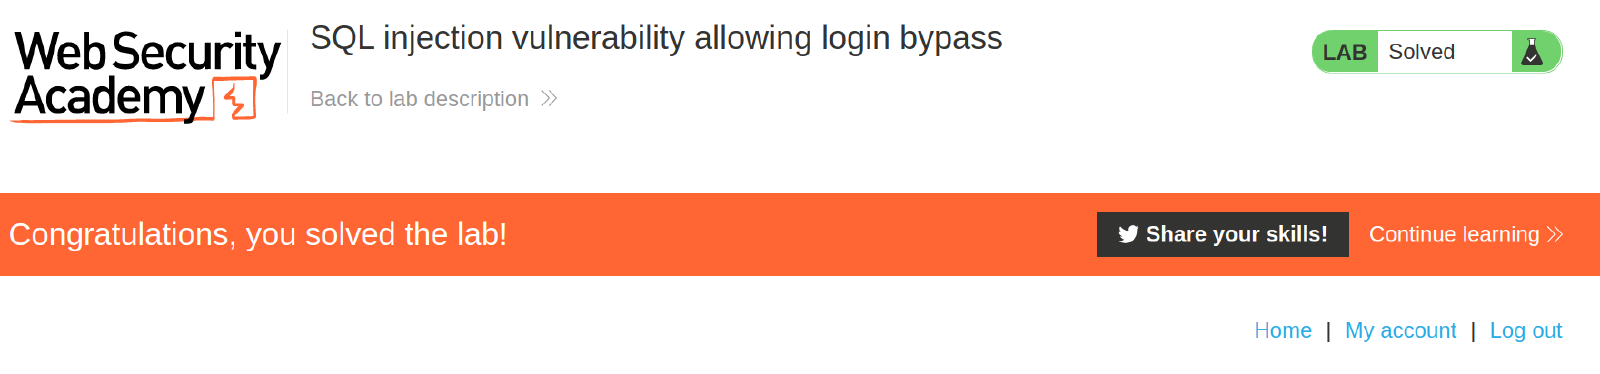 Web Security
Academy
SQL injection vulnerability allowing login bypass
Back to lab description
LAB Solved
Congratulations, you solved the lab!
Share your skills!
Continue learning
Home | My account | Log out